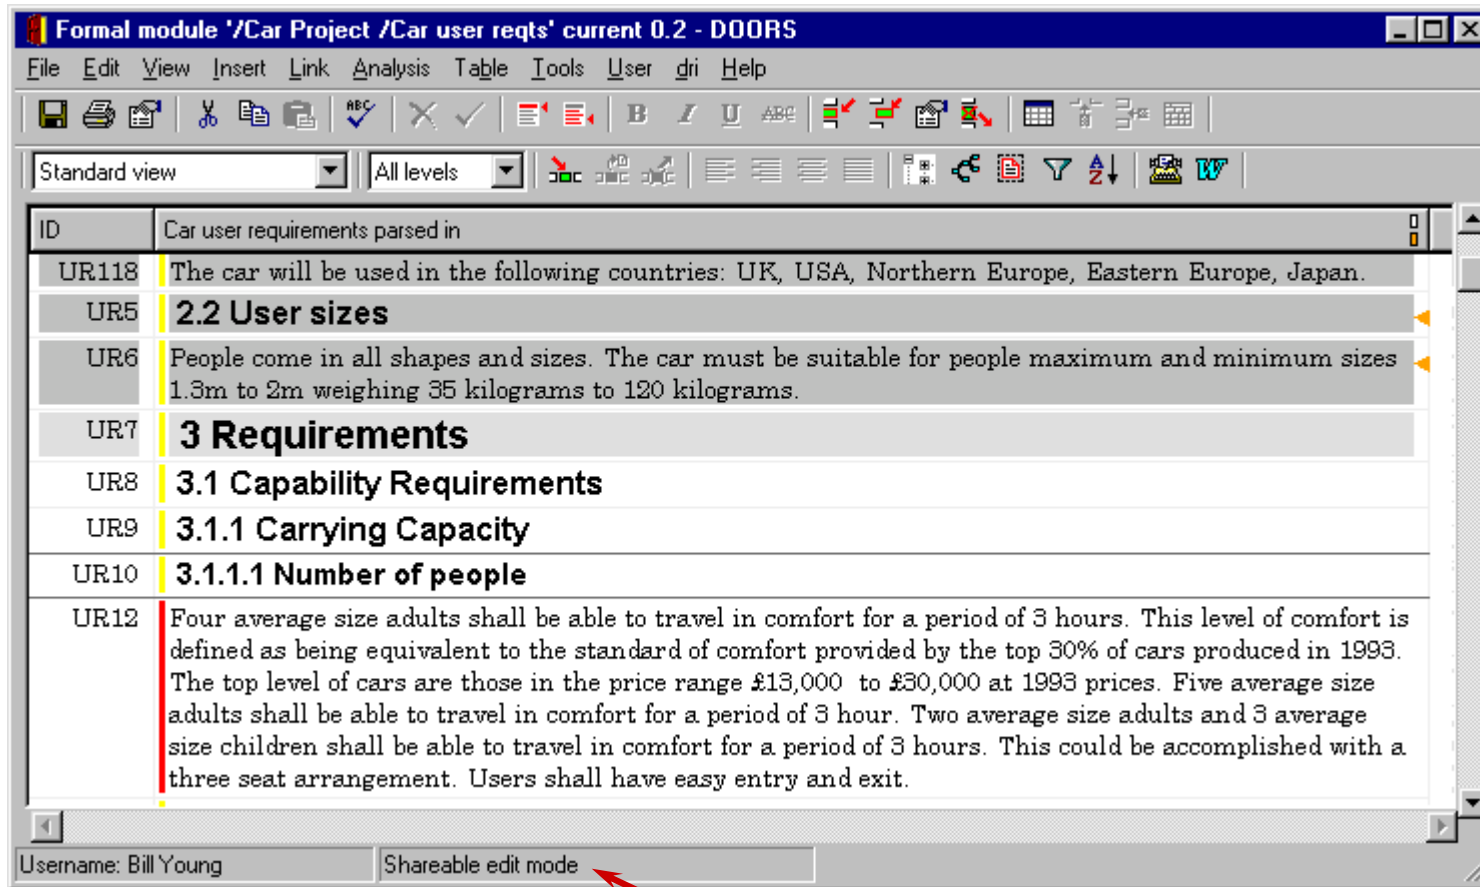 Formal module '/Car Project /Car user reqts' current 0.2 - DOORS
File Edit View Insert Link Analysis Table Tools User dri Help
ABC
B I U ABC
Standard view
All levels
A
Z
W
ID
Car user requirements parsed in
UR118 The car will be used in the following countries: UK, USA, Northern Europe, Eastern Europe, Japan.
UR5 2.2 User sizes
UR6 People come in all shapes and sizes. The car must be suitable for people maximum and minimum sizes
1.3m to 2m weighing 35 kilograms to 120 kilograms.
UR7 3 Requirements
UR8 3.1 Capability Requirements
UR9 3.1.1 Carrying Capacity
UR10 3.1.1.1 Number of people
UR12 Four average size adults shall be able to travel in comfort for a period of 3 hours. This level of comfort is
defined as being equivalent to the standard of comfort provided by the top 30% of cars produced in 1993.
The top level of cars are those in the price range £13,000 to £30,000 at 1993 prices. Five average size
adults shall be able to travel in comfort for a period of 3 hour. Two average size adults and 3 average
size children shall be able to travel in comfort for a period of 3 hours. This could be accomplished with a
three seat arrangement. Users shall have easy entry and exit.
Username: Bill Young
Shareable edit mode